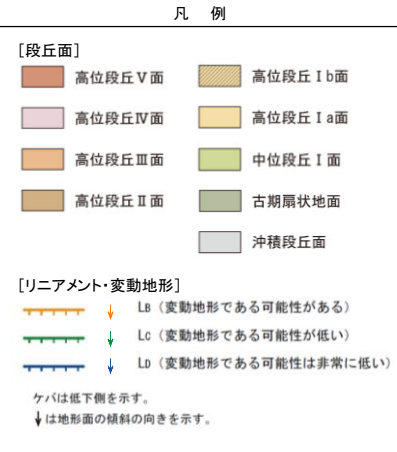 凡 例
[段丘面]
高位段丘Ⅴ面
高位段丘Ⅳ面
高位段丘Ⅲ面
高位段丘Ⅱ面
高位段丘Ⅰb面
高位段丘Ⅰa面
中位段丘Ⅰ面
古期扇状地面
沖積段丘面
[リニアメント・変動地形]
LB（変動地形である可能性がある）
LC（変動地形である可能性が低い）
LD（変動地形である可能性は非常に低い）
ケバは低下側を示す。
↓は地形面の傾斜の向きを示す。